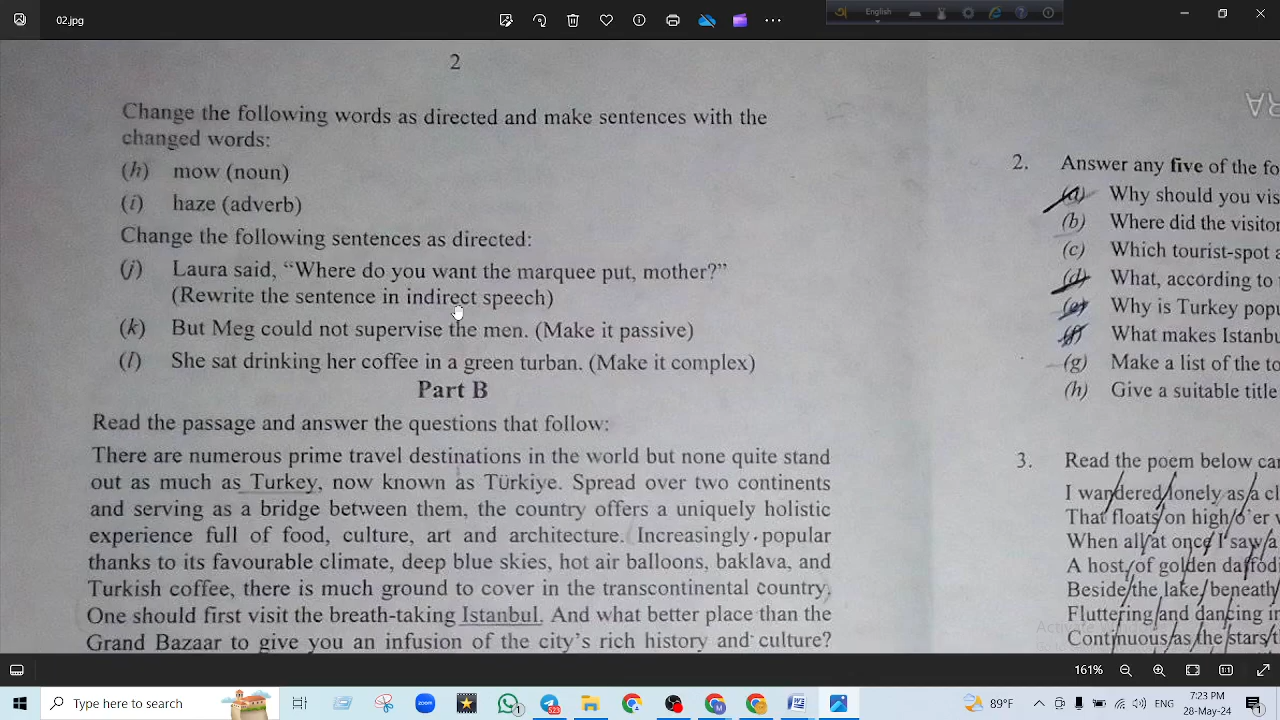 02.jpg
English
2
Change the following words as directed and make sentences with the
changed words:
(h) mow (noun)
(i) haze (adverb)
Change the following sentences as directed:
(j) Laura said, “Where do you want the marquee put, mother?”
(Rewrite the sentence in indirect speech)
(k) But Meg could not supervise the men. (Make it passive)
(l) She sat drinking her coffee in a green turban. (Make it complex)
Part B
Read the passage and answer the questions that follow:
There are numerous prime travel destinations in the world but none quite stand
out as much as Turkey, now known as Türkiye. Spread over two continents
and serving as a bridge between them, the country offers a uniquely holistic
experience full of food, culture, art and architecture. Increasingly popular
thanks to its favourable climate, deep blue skies, hot air balloons, baklava, and
Turkish coffee, there is much ground to cover in the transcontinental country.
One should first visit the breath-taking Istanbul. And what better place than the
Grand Bazaar to give you an infusion of the city's rich history and culture?
RA
2. Answer any five of the fo
(a) Why should you vis
(b) Where did the visitor
(c) Which tourist-spot a
(d) What, according to
(e) Why is Turkey pop
(f) What makes Istanbu
(g) Make a list of the to
(h) Give a suitable title
3. Read the poem below car
I wandered lonely as a cl
That floats on high o'er v
When all at once I saw a
A host, of golden daffod
Beside the lake, beneath
Fluttering and dancing in
Continuous as the stars t
161%
Type here to search
zoom
323
1
89°F
ENG
7:23 PM
28-May-24